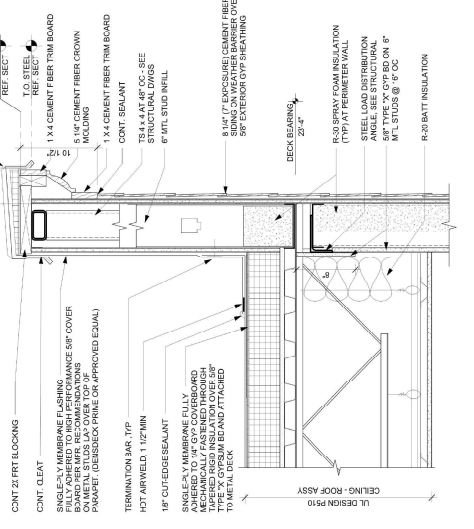 REF. SECT
T.O. STEEL
REF. SECT
1 X 4 CEMENT FIBER TRIM BOARD
5 1/4" CEMENT FIBER CROWN
MOLDING
1 X 4 CEMENT FIBER TRIM BOARD
CONT. SEALANT
TS 4 x 4 AT 48" OC - SEE
STRUCTURAL DWGS
6" MTL STUD INFILL
10 1/2"
8 1/4" (7" EXPOSURE) CEMENT FIBER
SIDING ON WEATHER BARRIER OVER
5/8" EXTERIOR GYP SHEATHING
DECK BEARING
23'-4"
R-30 SPRAY FOAM INSULATION
(TYP) AT PERIMETER WALL
STEEL LOAD DISTRIBUTION
ANGLE, SEE STRUCTURAL
5/8" TYPE "X" GYP BD ON 6"
MTL STUDS @ 16" OC
R-20 BATT INSULATION
8"
CONT 2X FRT BLOCKING
CONT. CLEAT
SINGLE-PLY MEMBRANE FLASHING
FULLY ADHERED TO HIGH PERFORMANCE 5/8" COVER
BOARD PER MFR. RECOMMENDATIONS
ON METAL STUDS LAP OVER TOP OF
PARAPET. (DENSDECK PRIME OR APPROVED EQUAL)
TERMINATION BAR, TYP
HOT AIR WELD, 1 1/2" MIN
1/8" CUT-EDGE SEALANT
SINGLE-PLY MEMBRANE FULLY
ADHERED TO 1/4" GYP COVERBOARD
MECHANICALLY FASTENED THROUGH
TAPERED RIGID INSULATION OVER 5/8"
TYPE "X" GYPSUM BD AND ATTACHED
TO METAL DECK
UL DESIGN P510
CEILING - ROOF ASSY